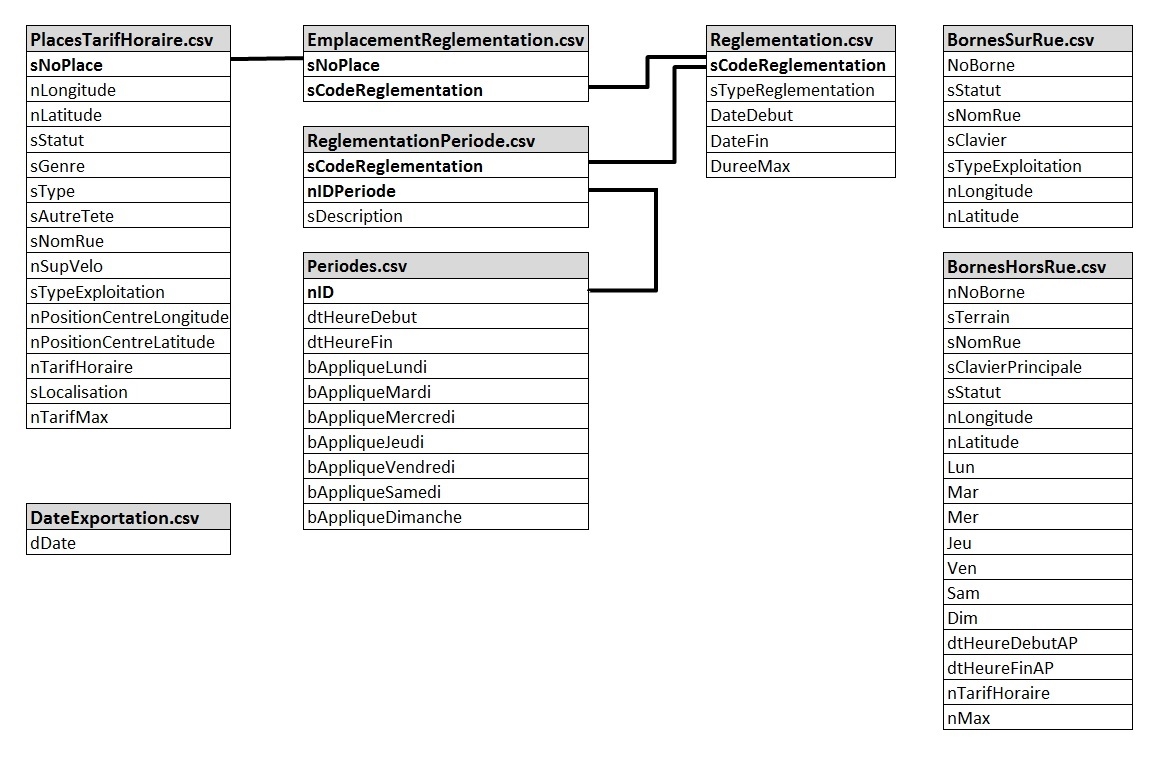 PlacesTarifHoraire.csv
sNoPlace
nLongitude
nLatitude
sStatut
sGenre
sType
sAutreTete
sNomRue
nSupVelo
sTypeExploitation
nPositionCentreLongitude
nPositionCentreLatitude
nTarifHoraire
sLocalisation
nTarifMax
DateExportation.csv
dDate
EmplacementReglementation.csv
sNoPlace
sCodeReglementation
ReglementationPeriode.csv
sCodeReglementation
nIDPeriode
sDescription
Periodes.csv
nID
dtHeureDebut
dtHeureFin
bAppliqueLundi
bAppliqueMardi
bAppliqueMercredi
bAppliqueJeudi
bAppliqueVendredi
bAppliqueSamedi
bAppliqueDimanche
Reglementation.csv
sCodeReglementation
sTypeReglementation
DateDebut
DateFin
DureeMax
BornesSurRue.csv
NoBorne
sStatut
sNomRue
sClavier
sTypeExploitation
nLongitude
nLatitude
BornesHorsRue.csv
nNoBorne
sTerrain
sNomRue
sClavierPrincipale
sStatut
nLongitude
nLatitude
Lun
Mar
Mer
Jeu
Ven
Sam
Dim
dtHeureDebutAP
dtHeureFinAP
nTarifHoraire
nMax